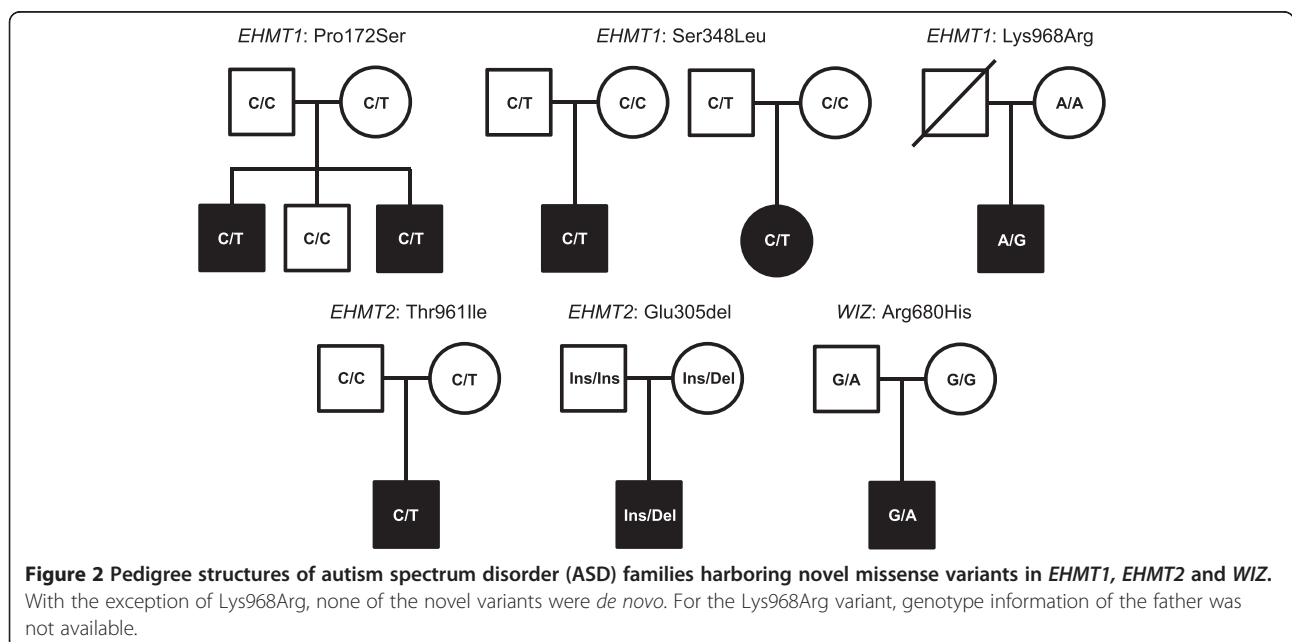 EHMT1: Pro172Ser
EHMT1: Ser348Leu
EHMT1: Lys968Arg
C/C
C/T
C/T
C/C
C/T
C/C
A/A
C/T
C/C
C/T
C/T
C/T
A/G
EHMT2: Thr961Ile
EHMT2: Glu305del
WIZ: Arg680His
C/C
C/T
Ins/Ins
Ins/Del
G/A
G/G
C/T
Ins/Del
G/A
Figure 2 Pedigree structures of autism spectrum disorder (ASD) families harboring novel missense variants in EHMT1, EHMT2 and WIZ.
With the exception of Lys968Arg, none of the novel variants were de novo. For the Lys968Arg variant, genotype information of the father was
not available.